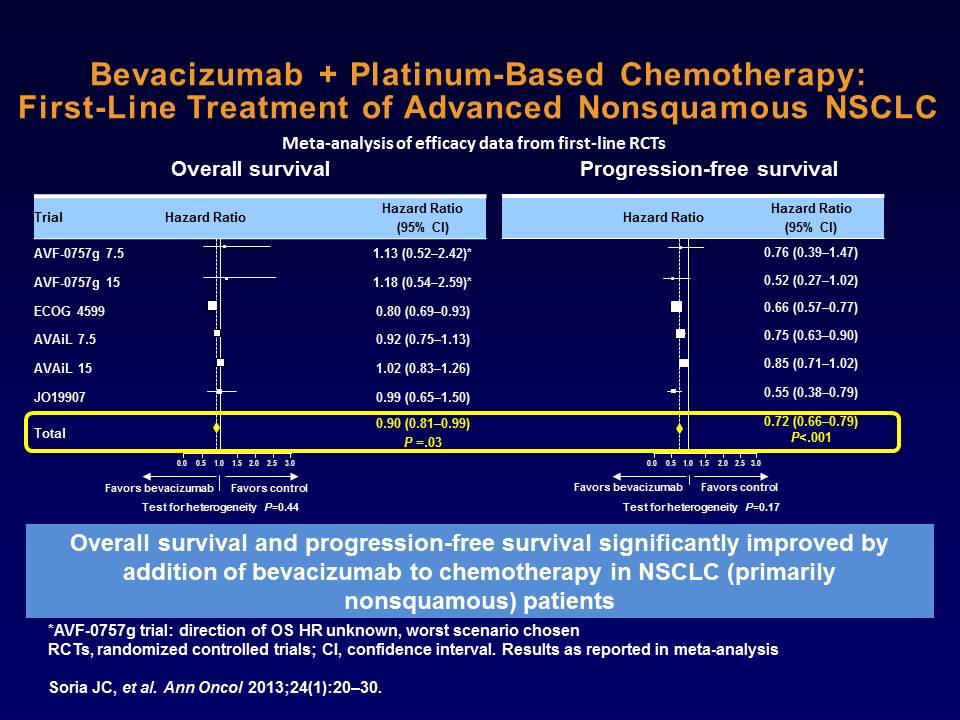 Bevacizumab + Platinum-Based Chemotherapy:
First-Line Treatment of Advanced Nonsquamous NSCLC
Meta-analysis of efficacy data from first-line RCTs
Overall survival
Trial Hazard Ratio Hazard Ratio (95% CI)
AVF-0757g 7.5 1.13 (0.52–2.42)*
AVF-0757g 15 1.18 (0.54–2.59)*
ECOG 4599 0.80 (0.69–0.93)
AVAiL 7.5 0.92 (0.75–1.13)
AVAiL 15 1.02 (0.83–1.26)
JO19907 0.99 (0.65–1.50)
Total 0.90 (0.81–0.99)
P =.03
0.0 0.5 1.0 1.5 2.0 2.5 3.0
Favors bevacizumab Favors control
Test for heterogeneity P=0.44
Progression-free survival
Hazard Ratio Hazard Ratio (95% CI)
0.76 (0.39–1.47)
0.52 (0.27–1.02)
0.66 (0.57–0.77)
0.75 (0.63–0.90)
0.85 (0.71–1.02)
0.55 (0.38–0.79)
0.72 (0.66–0.79)
P<.001
0.0 0.5 1.0 1.5 2.0 2.5 3.0
Favors bevacizumab Favors control
Test for heterogeneity P=0.17
Overall survival and progression-free survival significantly improved by
addition of bevacizumab to chemotherapy in NSCLC (primarily
nonsquamous) patients
*AVF-0757g trial: direction of OS HR unknown, worst scenario chosen
RCTs, randomized controlled trials; CI, confidence interval. Results as reported in meta-analysis
Soria JC, et al. Ann Oncol 2013;24(1):20–30.